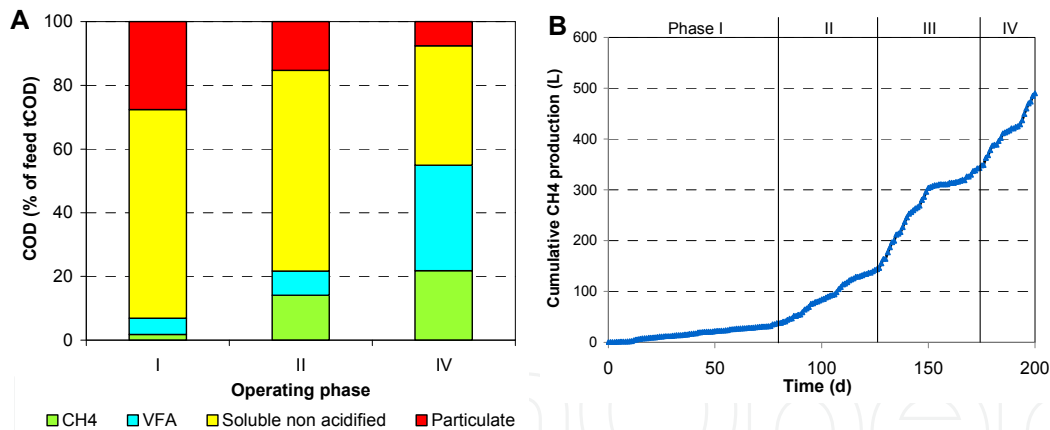 A
COD (% of feed tCOD)
100
80
60
40
20
0
I
II
IV
Operating phase
CH4
VFA
Soluble non acidified
Particulate
B
Phase I
II
III
IV
Cumulative CH4 production (L)
600
500
400
300
200
100
0
0
50
100
150
200
Time (d)